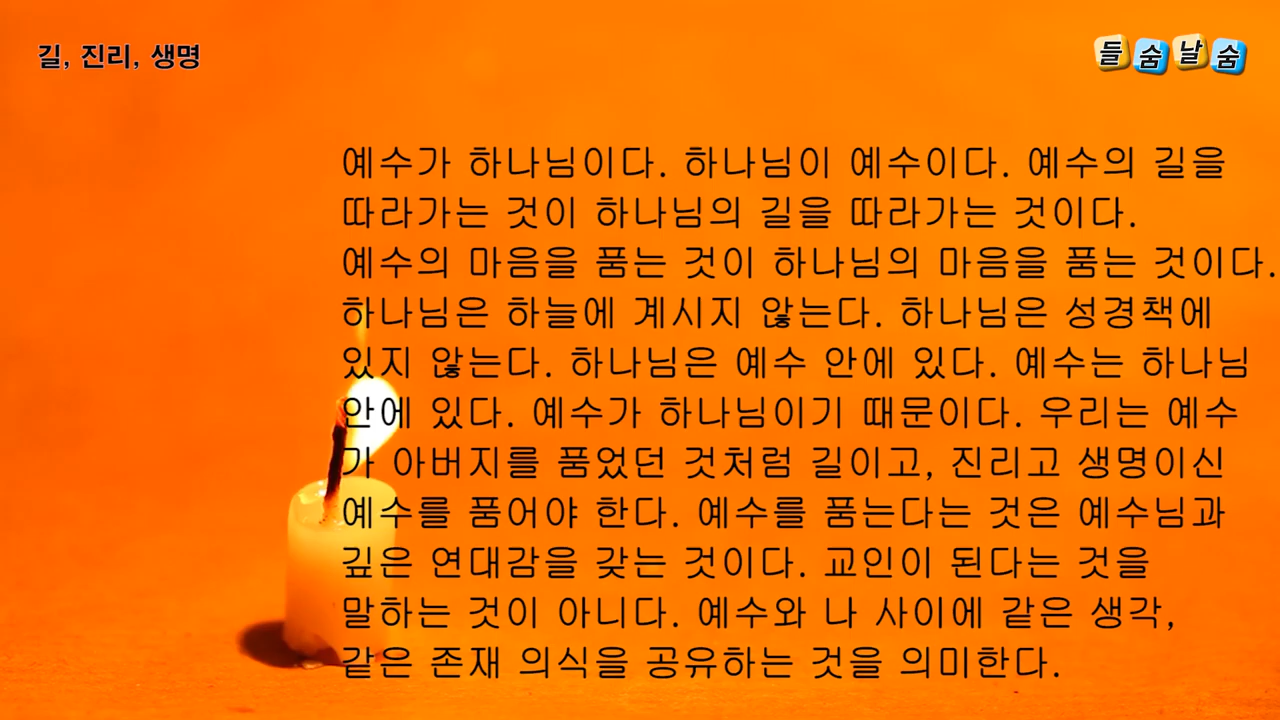 길, 진리, 생명
들숨날숨
예수가 하나님이다. 하나님이 예수이다. 예수의 길을
따라가는 것이 하나님의 길을 따라가는 것이다.
예수의 마음을 품는 것이 하나님의 마음을 품는 것이다.
하나님은 하늘에 계시지 않는다. 하나님은 성경책에
있지 않는다. 하나님은 예수 안에 있다. 예수는 하나님
안에 있다. 예수가 하나님이기 때문이다. 우리는 예수
가 아버지를 품었던 것처럼 길이고, 진리고 생명이신
예수를 품어야 한다. 예수를 품는다는 것은 예수님과
깊은 연대감을 갖는 것이다. 교인이 된다는 것을
말하는 것이 아니다. 예수와 나 사이에 같은 생각,
같은 존재 의식을 공유하는 것을 의미한다.